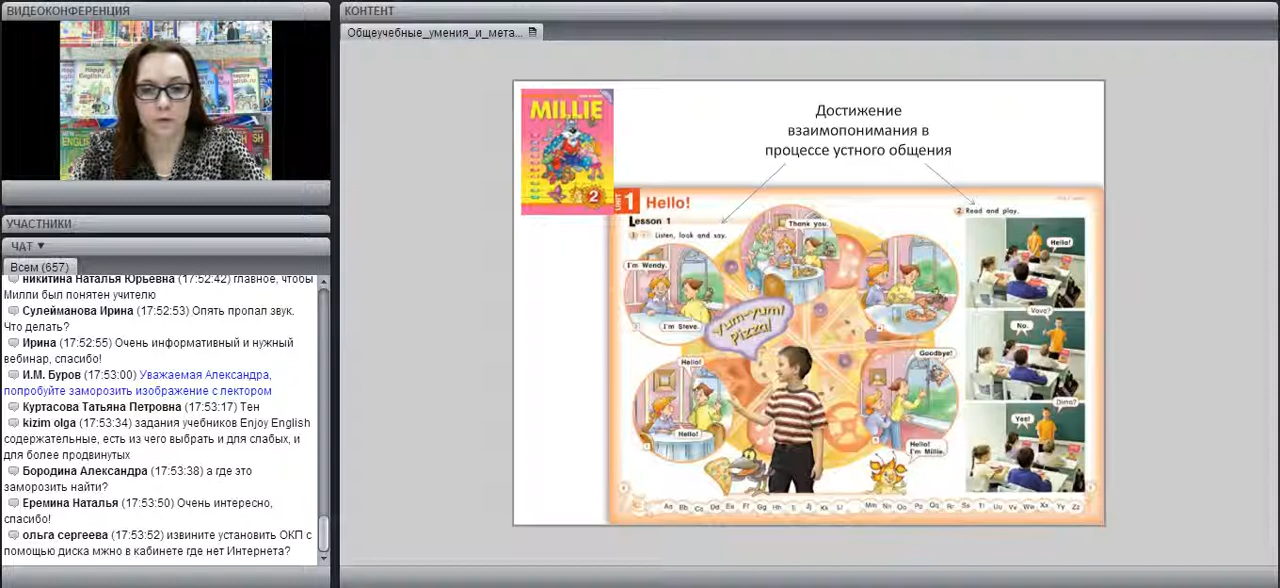 ВИДЕОКОНФЕРЕНЦИЯ
УЧАСТНИКИ
ЧАТ ▼
Всем (657)
никитина Наталья Юрьевна (17:52:42) главное, чтобы
Милли был понятен учителю
Сулейманова Ирина (17:52:53) Опять пропал звук.
Что делать?
Ирина (17:52:55) Очень информативный и нужный
вебинар, спасибо!
И.М. Буров (17:53:00) Уважаемая Александра,
попробуйте заморозить изображение с лектором
Куртасова Татьяна Петровна (17:53:17) Тен
kizim olga (17:53:34) задания учебников Enjoy English
содержательные, есть из чего выбрать и для слабых, и
для более продвинутых
Бородина Александра (17:53:38) а где это
заморозить найти?
Еремина Наталья (17:53:50) Очень интересно,
спасибо!
ольга сергеева (17:53:52) извините установить ОКП с
помощью диска мжно в кабинете где нет Интернета?
КОНТЕНТ
Общеучебные_умения_и_мета...
MILLIE
2
Достижение
взаимопонимания в
процессе устного общения
UNIT 1 Hello!
Lesson 1
1 Listen, look and say.
Thank you.
I'm Wendy.
I'm Steve.
Yum-yum!
Pizza!
Hello!
Hello!
Goodbye!
Hello!
I'm Millie.
2 Read and play.
Hello!
Vova?
No.
Dima?
Yes!
Aa Bb Cc Dd Ee Ff Gg Hh Ii Jj Kk Ll Mm Nn Oo Pp Qq Rr Ss Tt Uu Vv Ww Xx Yy Zz